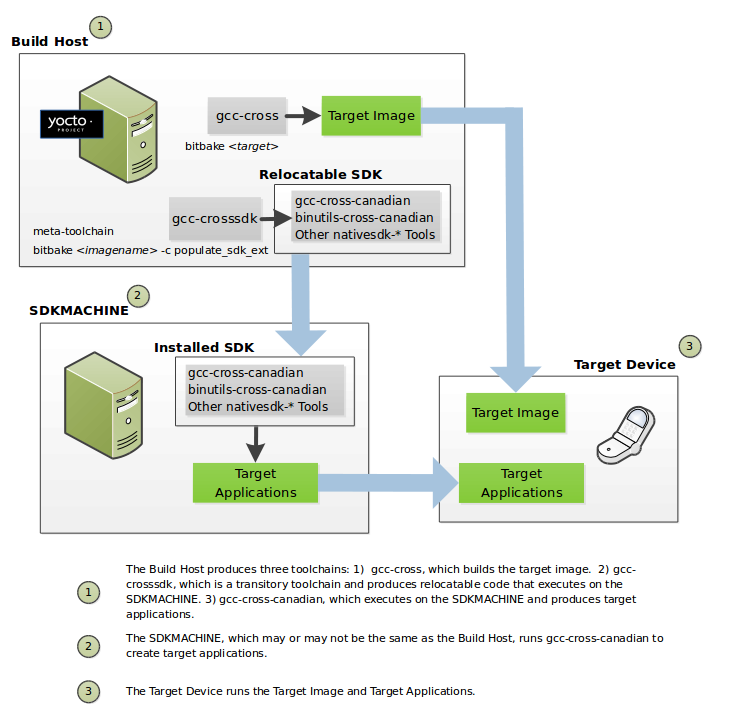 1
Build Host
yocto ·
PROJECT
gcc-cross
Target Image
bitbake <target>
Relocatable SDK
gcc-crosssdk
gcc-cross-canadian
binutils-cross-canadian
Other nativesdk-* Tools
meta-toolchain
bitbake <imagename> -c populate_sdk_ext
2
SDKMACHINE
Installed SDK
gcc-cross-canadian
binutils-cross-canadian
Other nativesdk-* Tools
Target
Applications
3
Target Device
Target Image
Target
Applications
1
The Build Host produces three toolchains: 1)  gcc-cross, which builds the target image.  2) gcc-
crosssdk, which is a transitory toolchain and produces relocatable code that executes on the
SDKMACHINE. 3) gcc-cross-canadian, which executes on the SDKMACHINE and produces target
applications.
2
The SDKMACHINE, which may or may not be the same as the Build Host, runs gcc-cross-canadian to
create target applications.
3
The Target Device runs the Target Image and Target Applications.